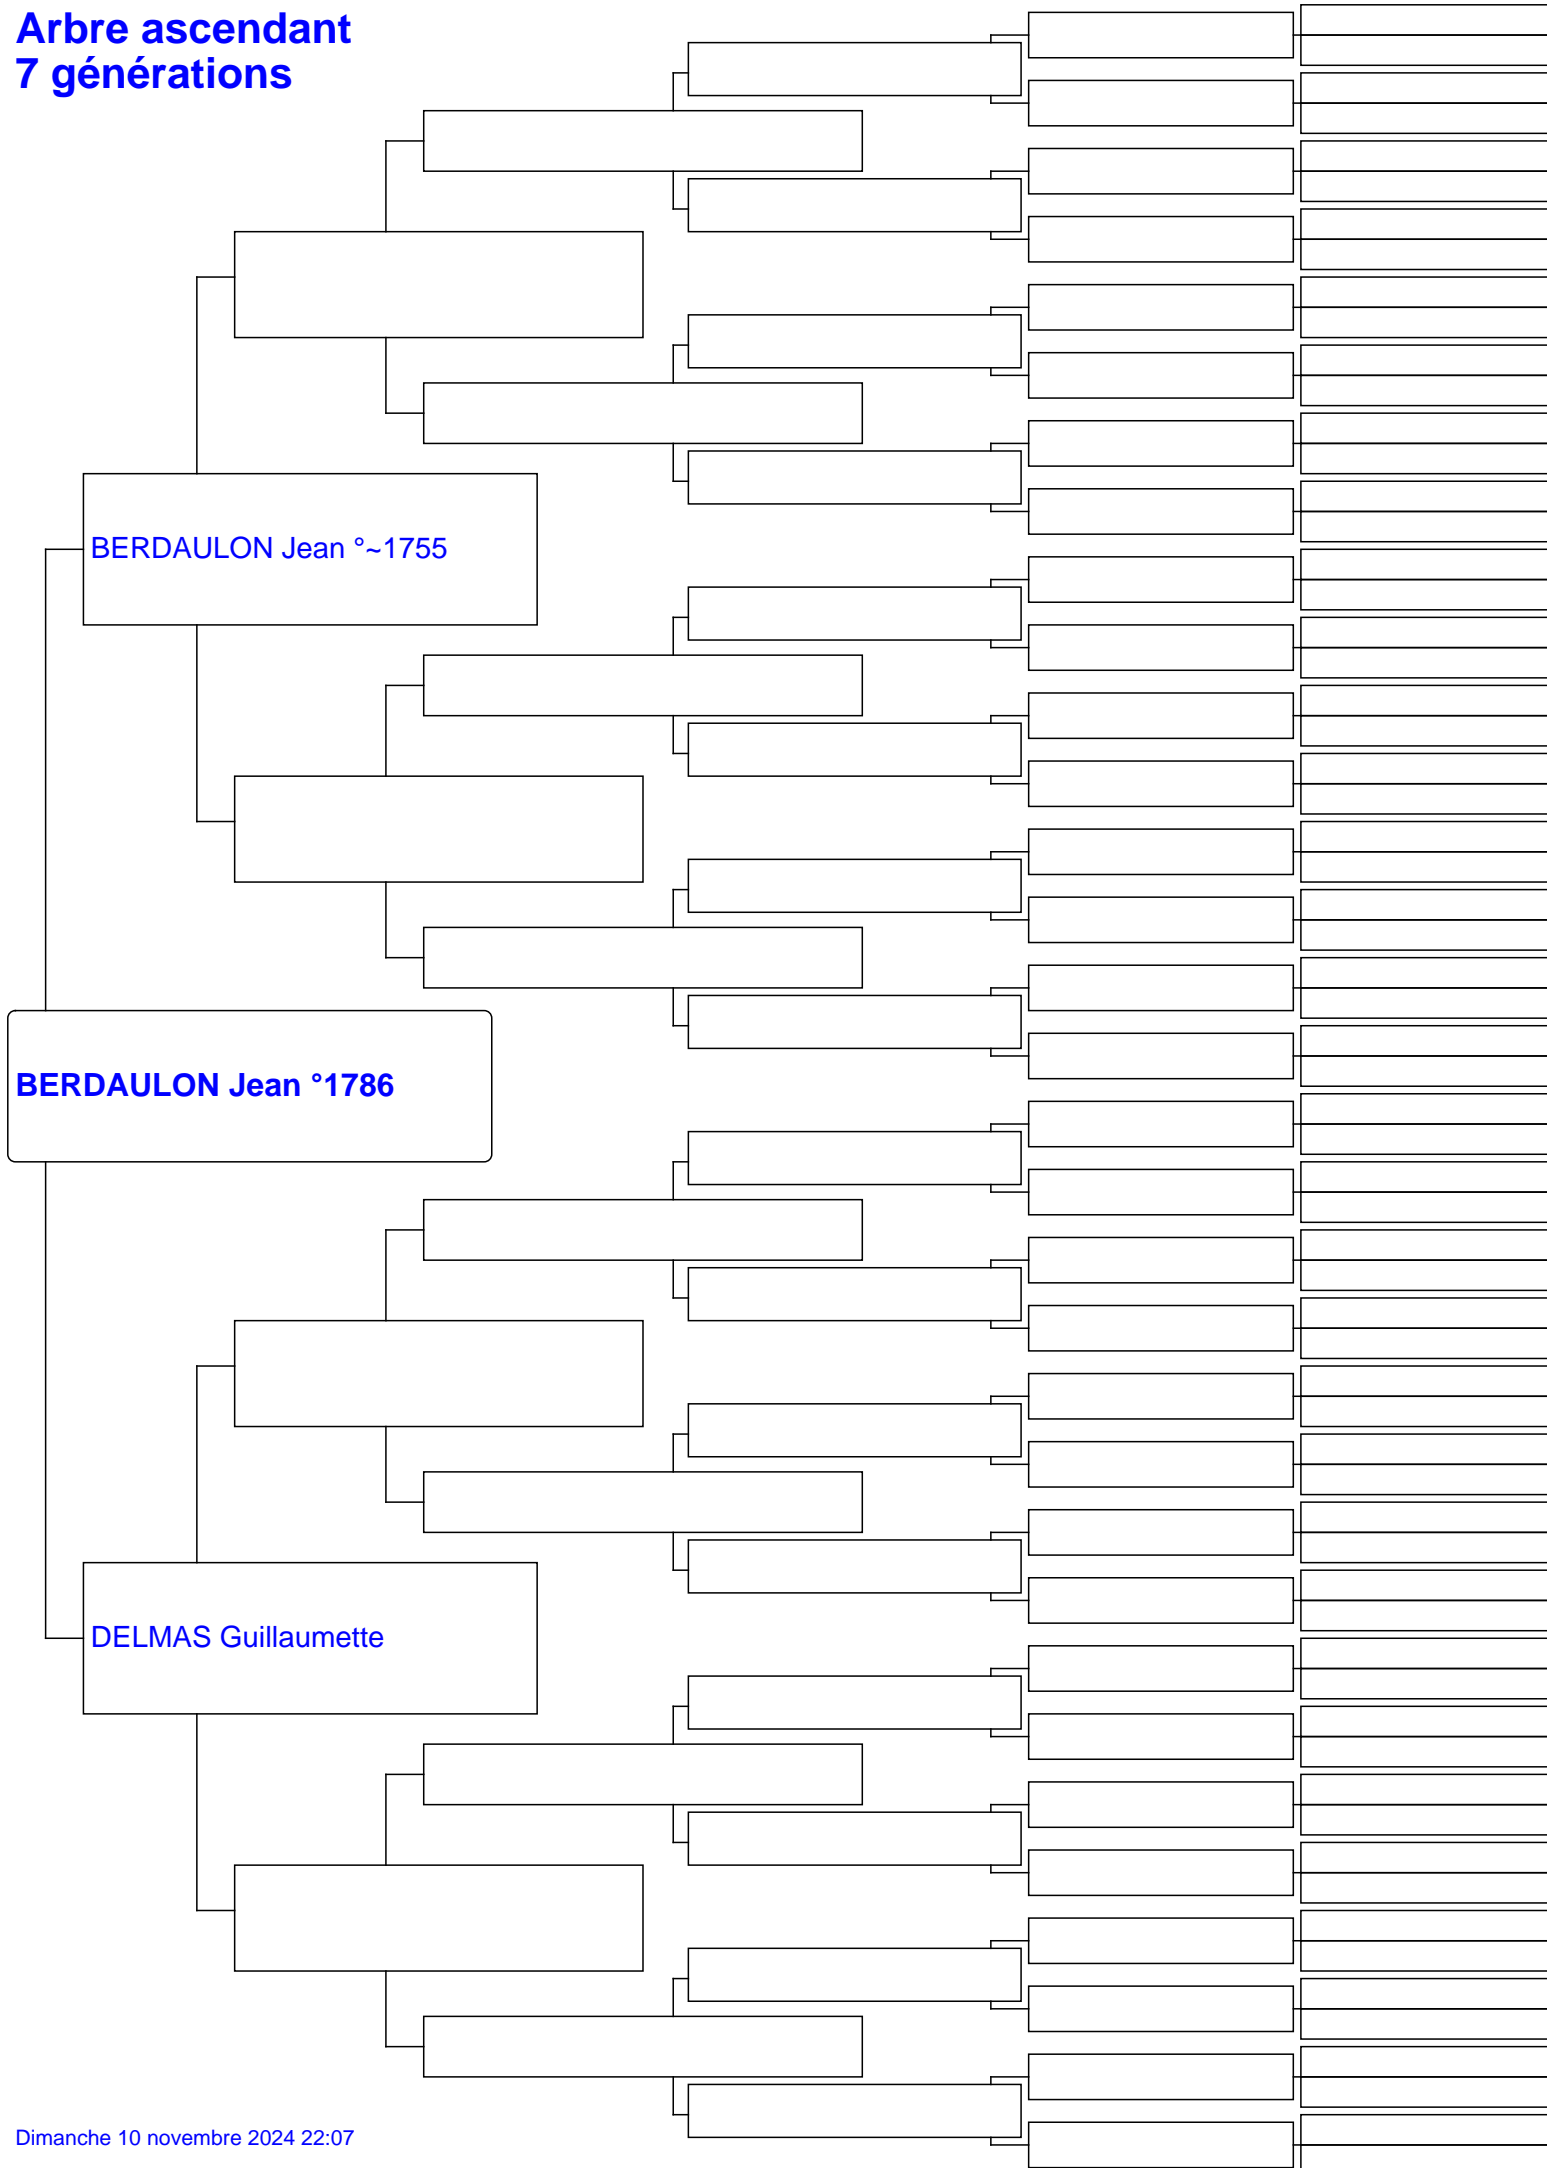 Arbre ascendant
7 générations
BERDAULON Jean °~1755
BERDAULON Jean °1786
DELMAS Guillaumette
Dimanche 10 novembre 2024 22:07